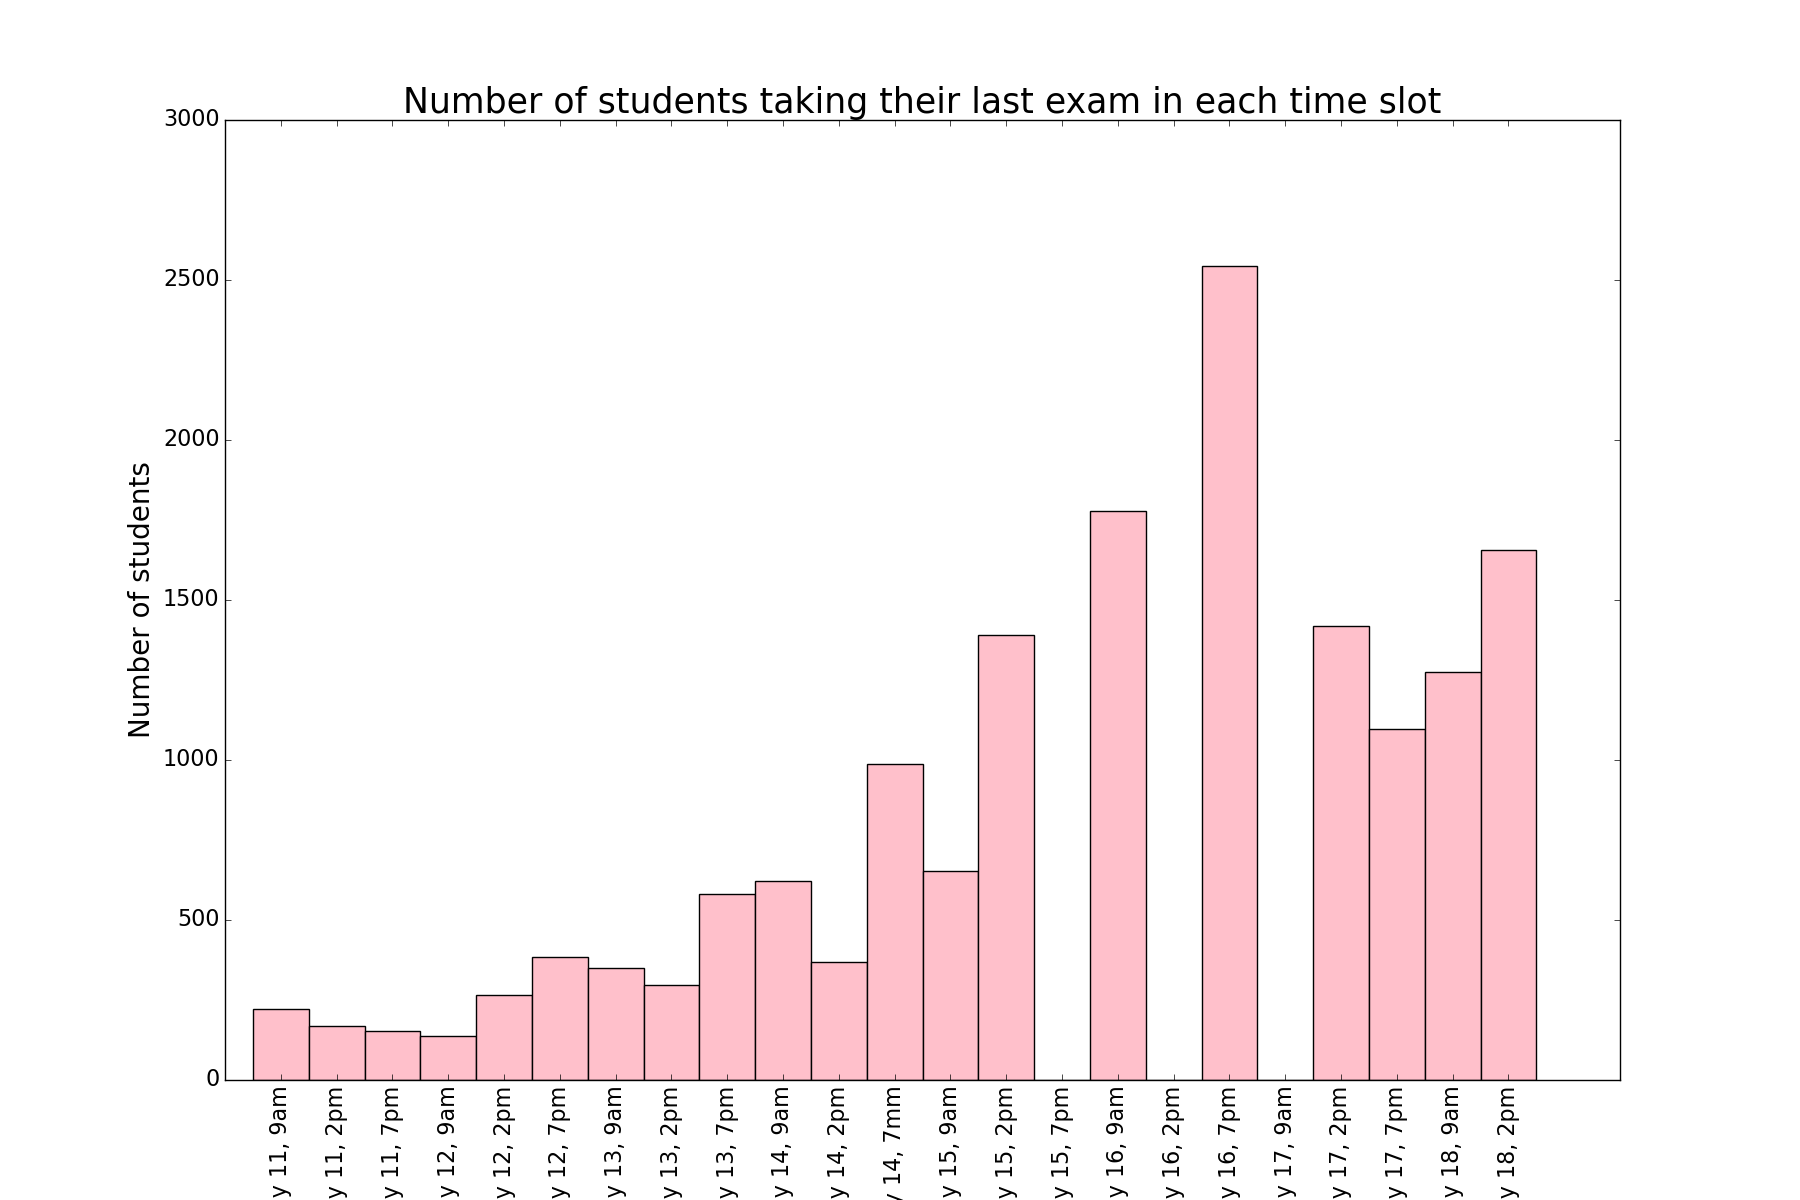 Number of students taking their last exam in each time slot
3000
2500
2000
1500
1000
500
0
Number of students
y 11, 9am
y 11, 2pm
y 11, 7pm
y 12, 9am
y 12, 2pm
y 12, 7pm
y 13, 9am
y 13, 2pm
y 13, 7pm
y 14, 9am
y 14, 2pm
y 14, 7mm
y 15, 9am
y 15, 2pm
y 15, 7pm
y 16, 9am
y 16, 2pm
y 16, 7pm
y 17, 9am
y 17, 2pm
y 17, 7pm
y 18, 9am
y 18, 2pm